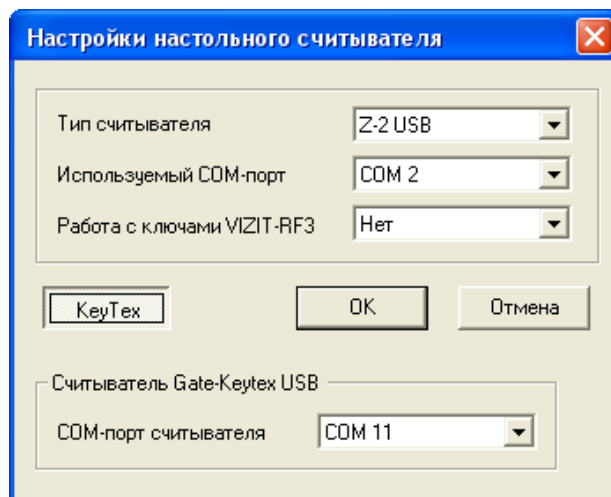 Настройки настольного считывателя
Тип считывателя Z-2 USB
Используемый COM-порт COM 2
Работа с ключами VIZIT-RF3 Нет
KeyTex OK Отмена
Считыватель Gate-Keytex USB
COM-порт считывателя COM 11